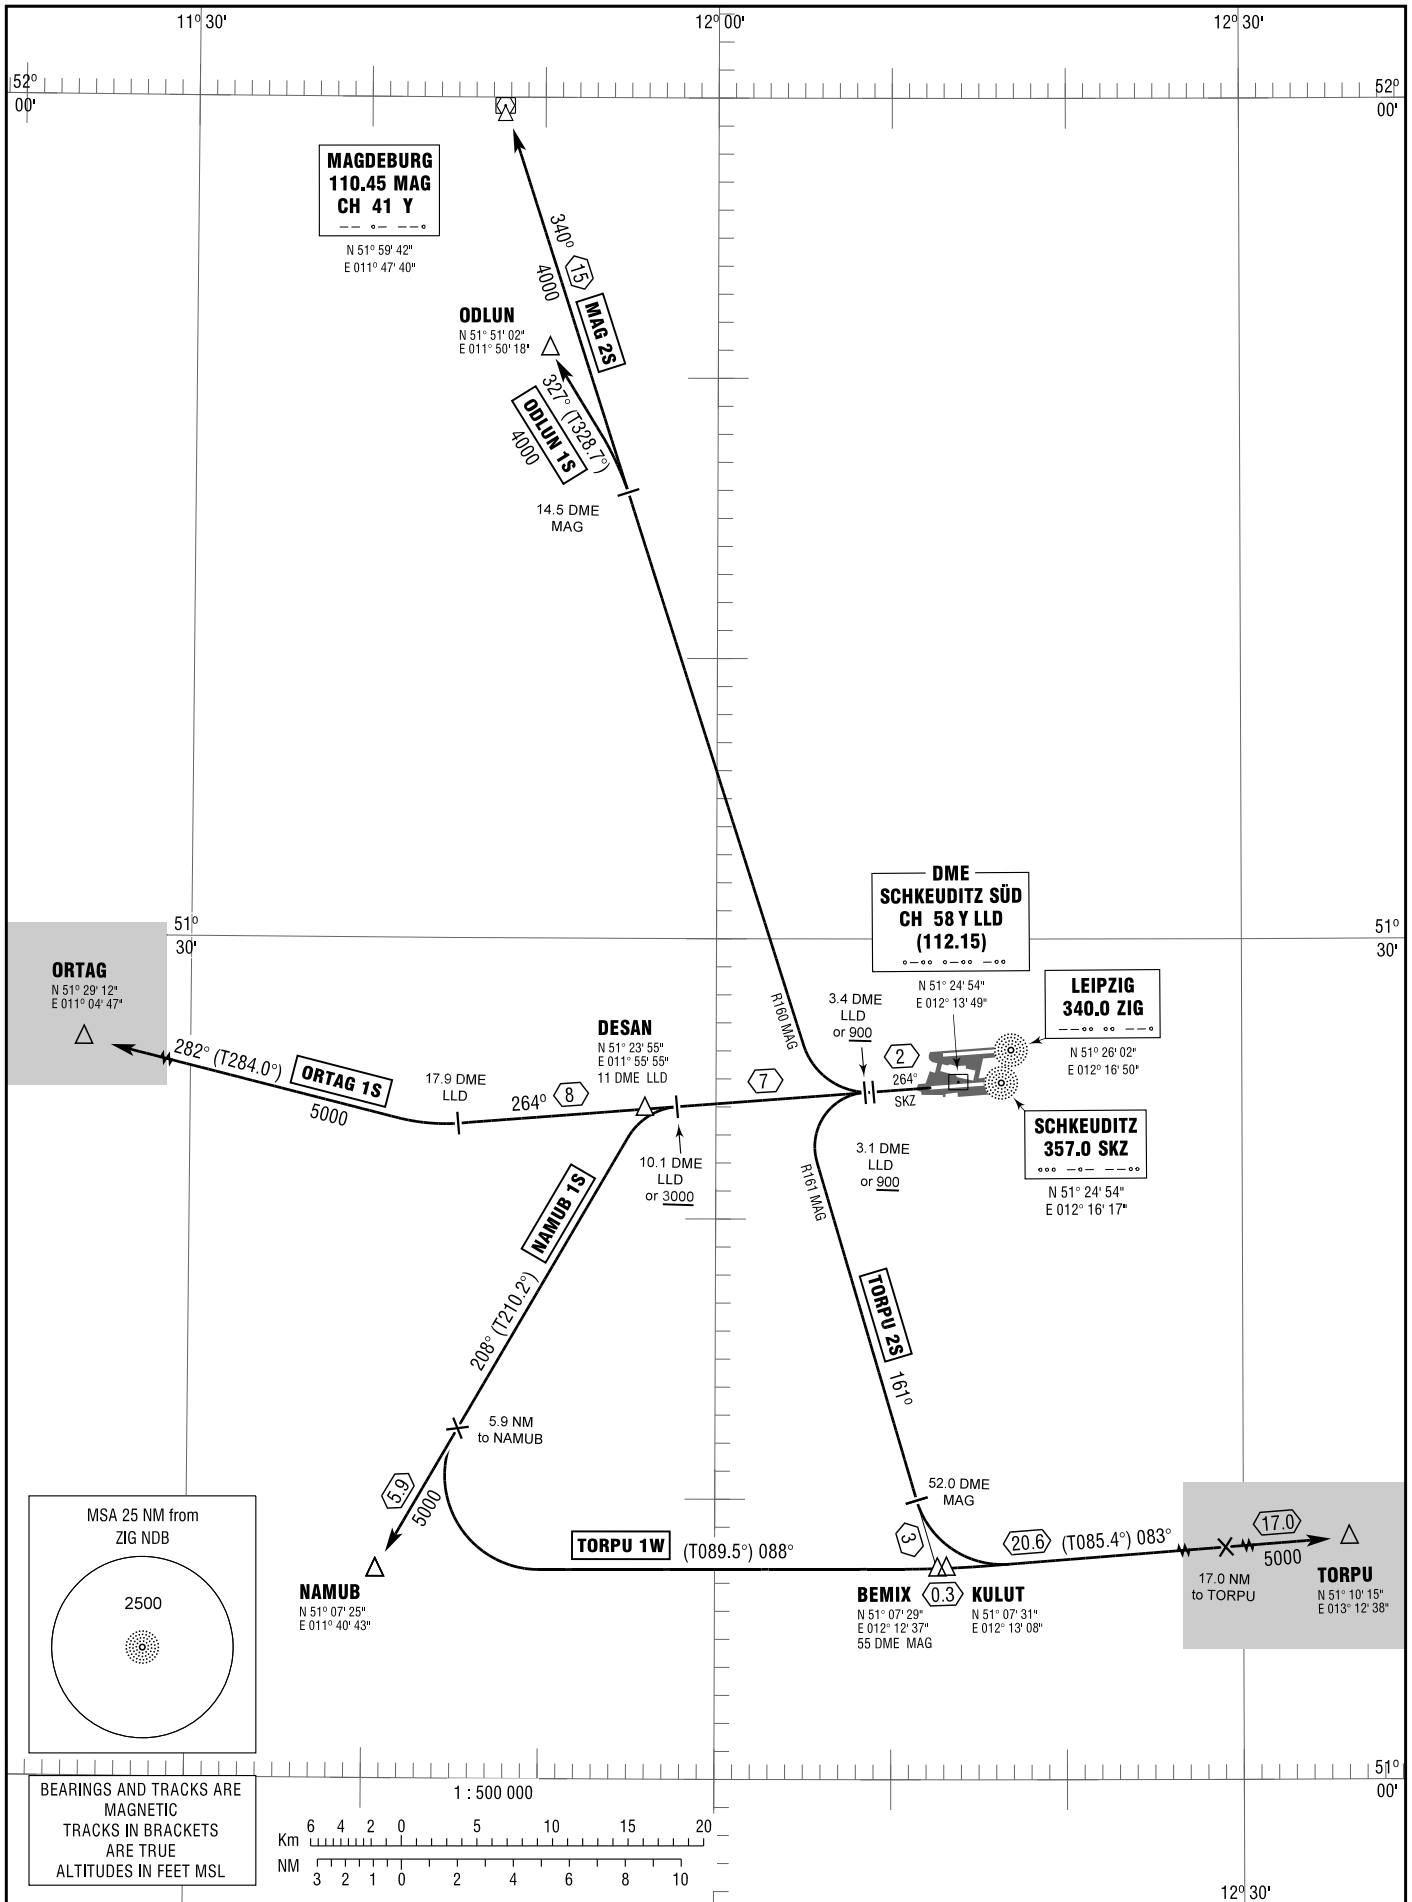 11° 30'
12° 00'
12° 30'
52°
00'
52°
00'
MAGDEBURG
110.45 MAG
CH 41 Y
N 51° 59' 42"
E 011° 47' 40"
340°
15
4000
MAG 2S
ODLUN
N 51° 51' 02"
E 011° 50' 18'
327° (T328.7°)
ODLUN 1S
4000
14.5 DME
MAG
DME
SCHKEUDITZ SÜD
CH 58 Y LLD
(112.15)
N 51° 24' 54"
E 012° 13' 49"
51°
30'
51°
30'
ORTAG
N 51° 29' 12"
E 011° 04' 47"
LEIPZIG
340.0 ZIG
N 51° 26' 02"
E 012° 16' 50"
R160 MAG
3.4 DME
LLD
or 900
DESAN
N 51° 23' 55"
E 011° 55' 55"
11 DME LLD
282° (T284.0°)
ORTAG 1S
5000
17.9 DME
LLD
264°
8
7
2
264°
SKZ
SCHKEUDITZ
357.0 SKZ
N 51° 24' 54"
E 012° 16' 17"
10.1 DME
LLD
or 3000
3.1 DME
LLD
or 900
R161 MAG
NAMUB 1S
208° (T210.2°)
TORPU 2S
161°
5.9 NM
to NAMUB
5.9
5000
52.0 DME
MAG
3
TORPU 1W
(T089.5°) 088°
20.6
(T085.4°) 083°
17.0
5000
17.0 NM
to TORPU
TORPU
N 51° 10' 15"
E 013° 12' 38"
NAMUB
N 51° 07' 25"
E 011° 40' 43"
BEMIX
N 51° 07' 29"
E 012° 12' 37"
55 DME MAG
0.3
KULUT
N 51° 07' 31"
E 012° 13' 08"
MSA 25 NM from
ZIG NDB
2500
51°
00'
BEARINGS AND TRACKS ARE
MAGNETIC
TRACKS IN BRACKETS
ARE TRUE
ALTITUDES IN FEET MSL
1 : 500 000
Km 6 4 2 0 5 10 15 20
NM 3 2 1 0 2 4 6 8 10
12° 30'